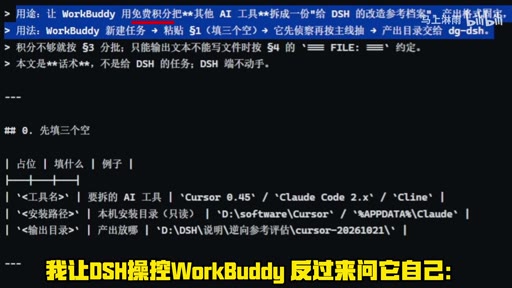 > 用途：让 WorkBuddy 用免费积分把**其他 AI 工具**拆成一份"给 DSH 的改造参考档案"，产出格式固定，
> 用法：WorkBuddy 新建任务 → 粘贴 §1（填三个空）→ 它先侦察再按主线抽 → 产出目录交给 dg-dsh。
> 积分不够就按 §3 分批；只能输出文本不能写文件时按 §4 的 `=== FILE: ===` 约定。
> 本文是**话术**，不是给 DSH 的任务；DSH 端不动手。
马上淋雨 bilibili
---
## 0. 先填三个空
| 占位 | 填什么 | 例子 |
|---|---|---|
| `<工具名>` | 要拆的 AI 工具 | `Cursor 0.45` / `Claude Code 2.x` / `Cline` |
| `<安装路径>` | 本机安装目录（只读） | `D:\software\Cursor` / `%APPDATA%\Claude` |
| `<输出目录>` | 产出放哪 | `D:\DSH\说明\逆向参考评估\cursor-20261021\` |
---
我让DSH操控WorkBuddy 反过来问它自己：